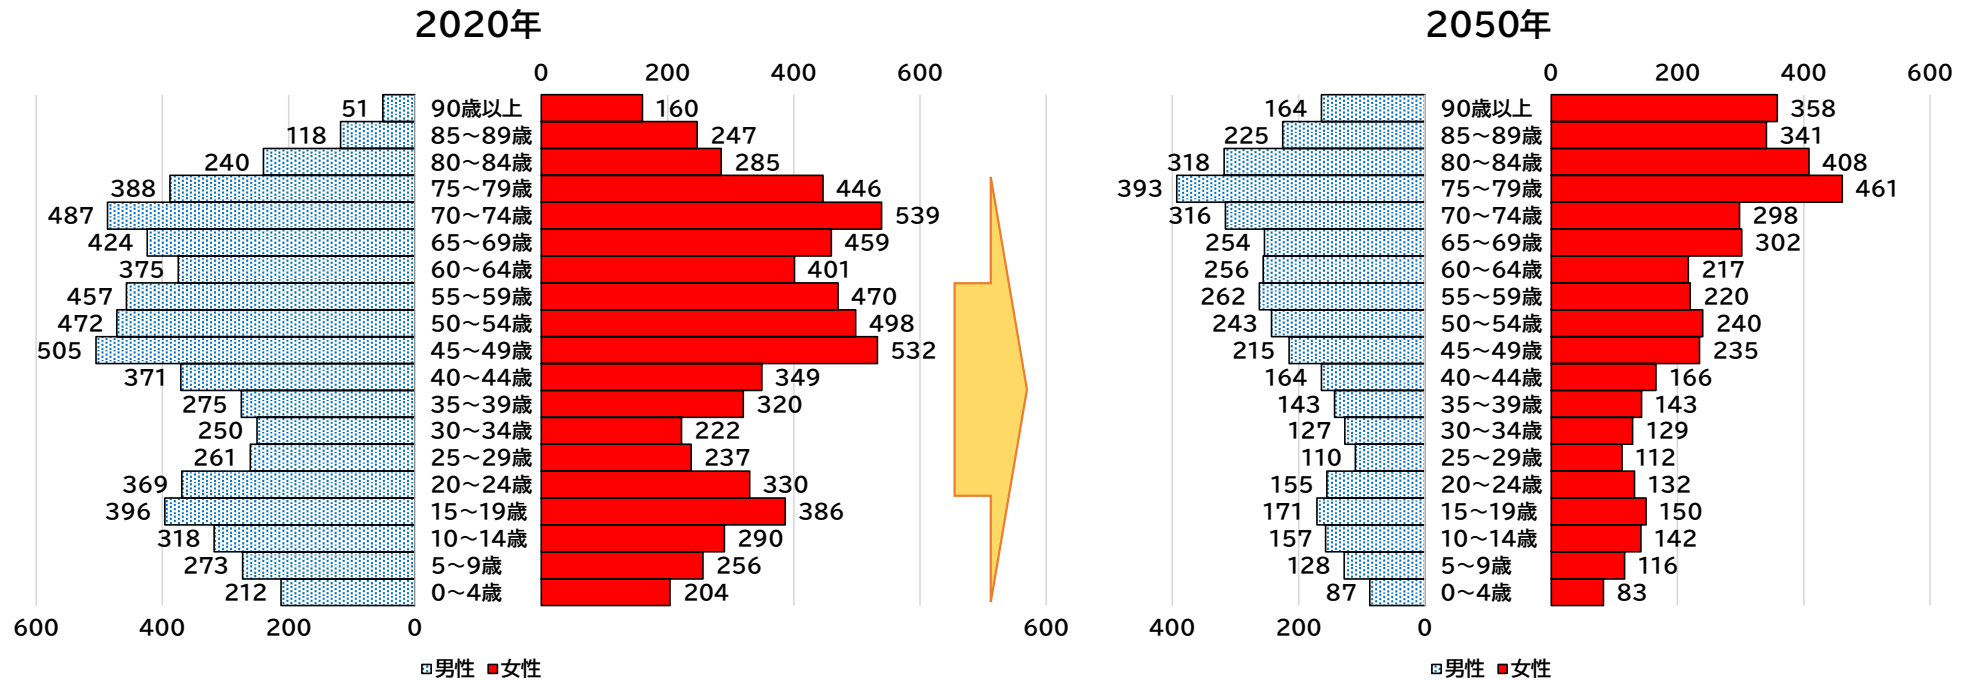 2020年
0 200 400 600
51 90歳以上 160
118 85～89歳 247
240 80～84歳 285
388 75～79歳 446
487 70～74歳 539
424 65～69歳 459
375 60～64歳 401
457 55～59歳 470
472 50～54歳 498
505 45～49歳 532
371 40～44歳 349
275 35～39歳 320
250 30～34歳 222
261 25～29歳 237
369 20～24歳 330
396 15～19歳 386
318 10～14歳 290
273 5～9歳 256
212 0～4歳 204
600 400 200 0
男性 女性
2050年
0 200 400 600
164 90歳以上 358
225 85～89歳 341
318 80～84歳 408
393 75～79歳 461
316 70～74歳 298
254 65～69歳 302
256 60～64歳 217
262 55～59歳 220
243 50～54歳 240
215 45～49歳 235
164 40～44歳 166
143 35～39歳 143
127 30～34歳 129
110 25～29歳 112
155 20～24歳 132
171 15～19歳 150
157 10～14歳 142
128 5～9歳 116
87 0～4歳 83
600 400 200 0
男性 女性